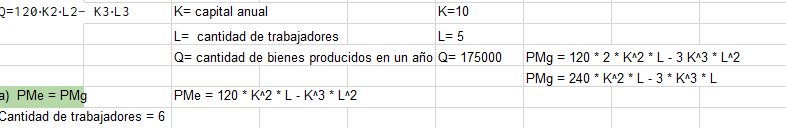 Q=120·K2·L2– K3·L3 K= capital anual K=10
L= cantidad de trabajadores L= 5
Q= cantidad de bienes producidos en un año Q= 175000 PMg = 120 * 2 * K^2 * L - 3 K^3 * L^2
PMg = 240 * K^2 * L - 3 * K^3 * L
a) PMe = PMg PMe = 120 * K^2 * L - K^3 * L^2
Cantidad de trabajadores = 6